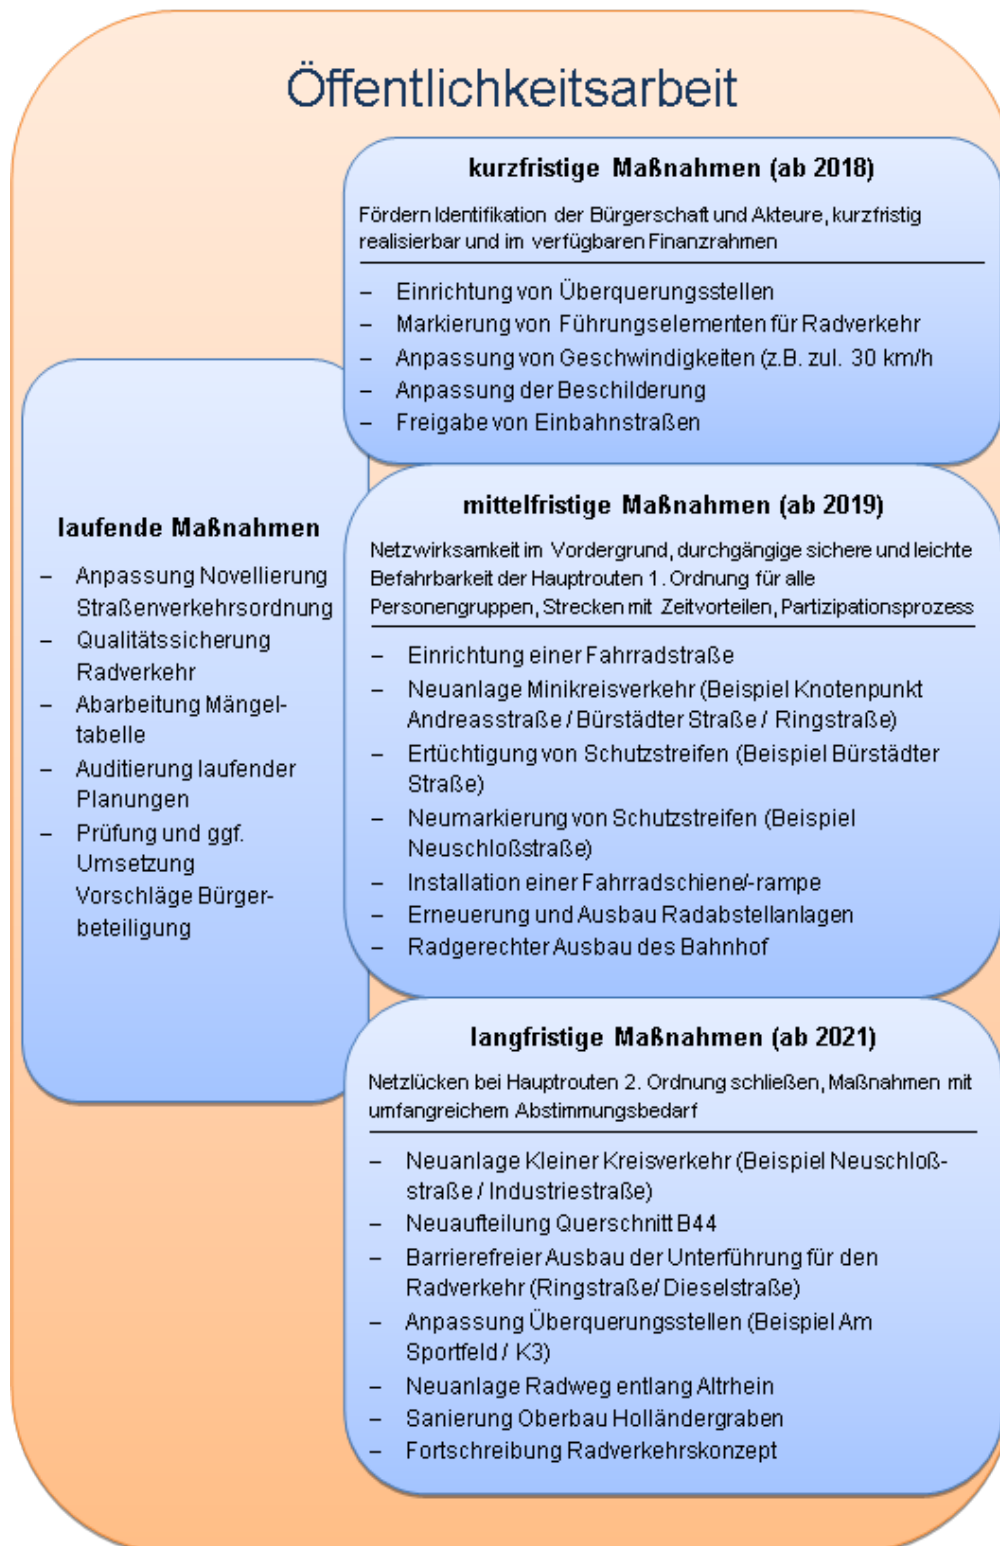 Öffentlichkeitsarbeit
kurzfristige Maßnahmen (ab 2018)
Fördern Identifikation der Bürgerschaft und Akteure, kurzfristig
realisierbar und im verfügbaren Finanzrahmen
– Einrichtung von Überquerungsstellen
– Markierung von Führungselementen für Radverkehr
– Anpassung von Geschwindigkeiten (z.B. zul. 30 km/h
– Anpassung der Beschilderung
– Freigabe von Einbahnstraßen
laufende Maßnahmen
– Anpassung Novellierung
Straßenverkehrsordnung
– Qualitätssicherung
Radverkehr
– Abarbeitung Mängel-
tabelle
– Auditierung laufender
Planungen
– Prüfung und ggf.
Umsetzung
Vorschläge Bürger-
beteiligung
mittelfristige Maßnahmen (ab 2019)
Netzwirksamkeit im Vordergrund, durchgängige sichere und leichte
Befahrbarkeit der Hauptrouten 1. Ordnung für alle
Personengruppen, Strecken mit Zeitvorteilen, Partizipationsprozess
– Einrichtung einer Fahrradstraße
– Neuanlage Minikreisverkehr (Beispiel Knotenpunkt
Andreasstraße / Bürstädter Straße / Ringstraße)
– Ertüchtigung von Schutzstreifen (Beispiel Bürstädter
Straße)
– Neumarkierung von Schutzstreifen (Beispiel
Neuschloßstraße)
– Installation einer Fahrradschiene/-rampe
– Erneuerung und Ausbau Radabstellanlagen
– Radgerechter Ausbau des Bahnhof
langfristige Maßnahmen (ab 2021)
Netzlücken bei Hauptrouten 2. Ordnung schließen, Maßnahmen mit
umfangreichem Abstimmungsbedarf
– Neuanlage Kleiner Kreisverkehr (Beispiel Neuschloß-
straße / Industriestraße)
– Neuaufteilung Querschnitt B44
– Barrierefreier Ausbau der Unterführung für den
Radverkehr (Ringstraße/ Dieselstraße)
– Anpassung Überquerungsstellen (Beispiel Am
Sportfeld / K3)
– Neuanlage Radweg entlang Altrhein
– Sanierung Oberbau Holländergraben
– Fortschreibung Radverkehrskonzept